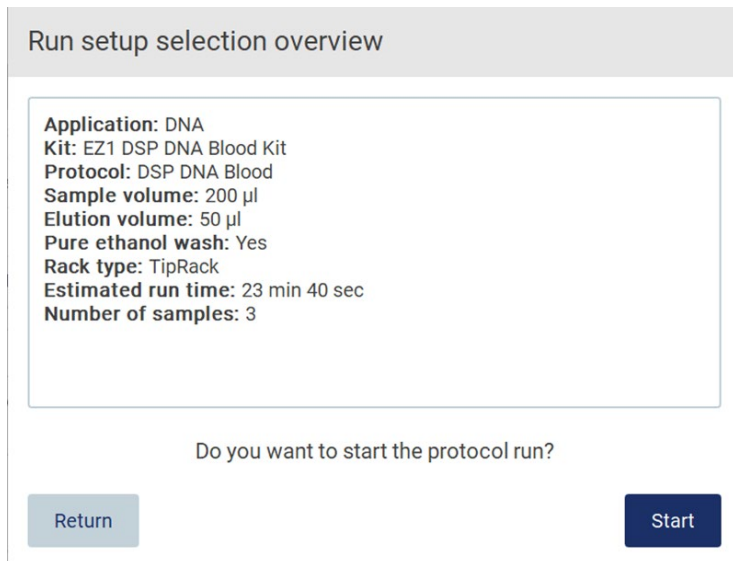 Run setup selection overview
Application: DNA
Kit: EZ1 DSP DNA Blood Kit
Protocol: DSP DNA Blood
Sample volume: 200 µl
Elution volume: 50 µl
Pure ethanol wash: Yes
Rack type: TipRack
Estimated run time: 23 min 40 sec
Number of samples: 3
Do you want to start the protocol run?
Return
Start